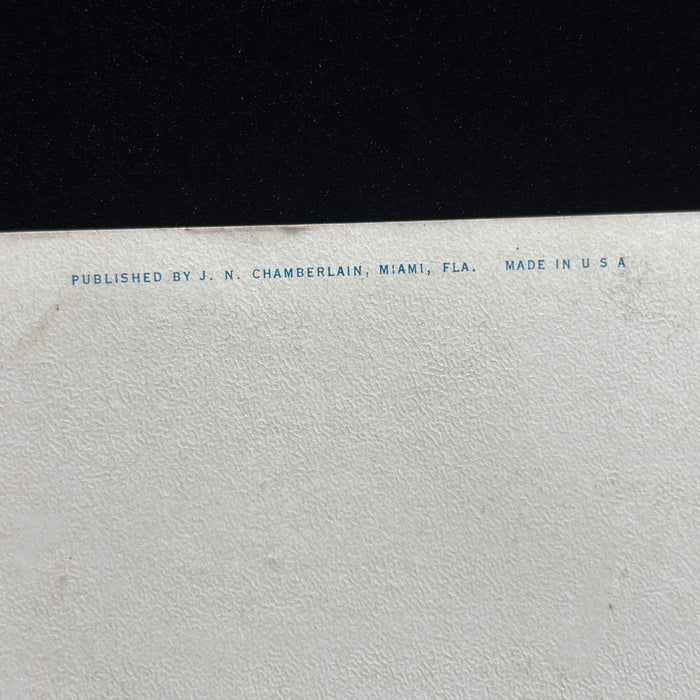 PUBLISHED BY J. N. CHAMBERLAIN, MIAMI, FLA. MADE IN U S A